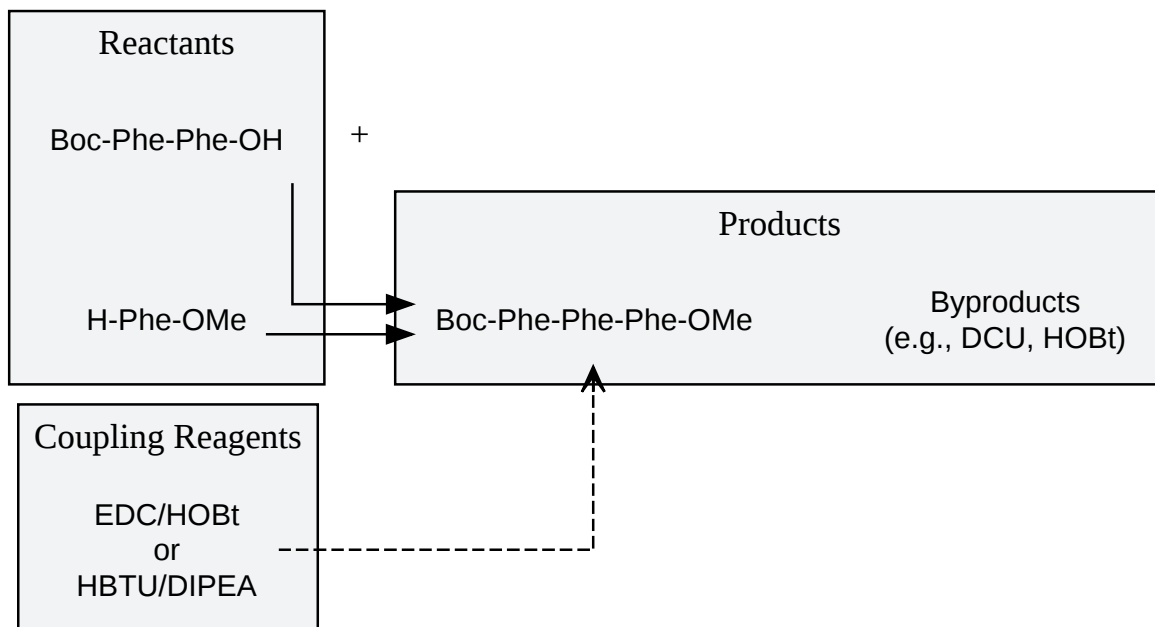 Reactants
Boc-Phe-Phe-OH
+
H-Phe-OMe
Products
Boc-Phe-Phe-Phe-OMe
Byproducts
(e.g., DCU, HOBt)
Coupling Reagents
EDC/HOBt
or
HBTU/DIPEA